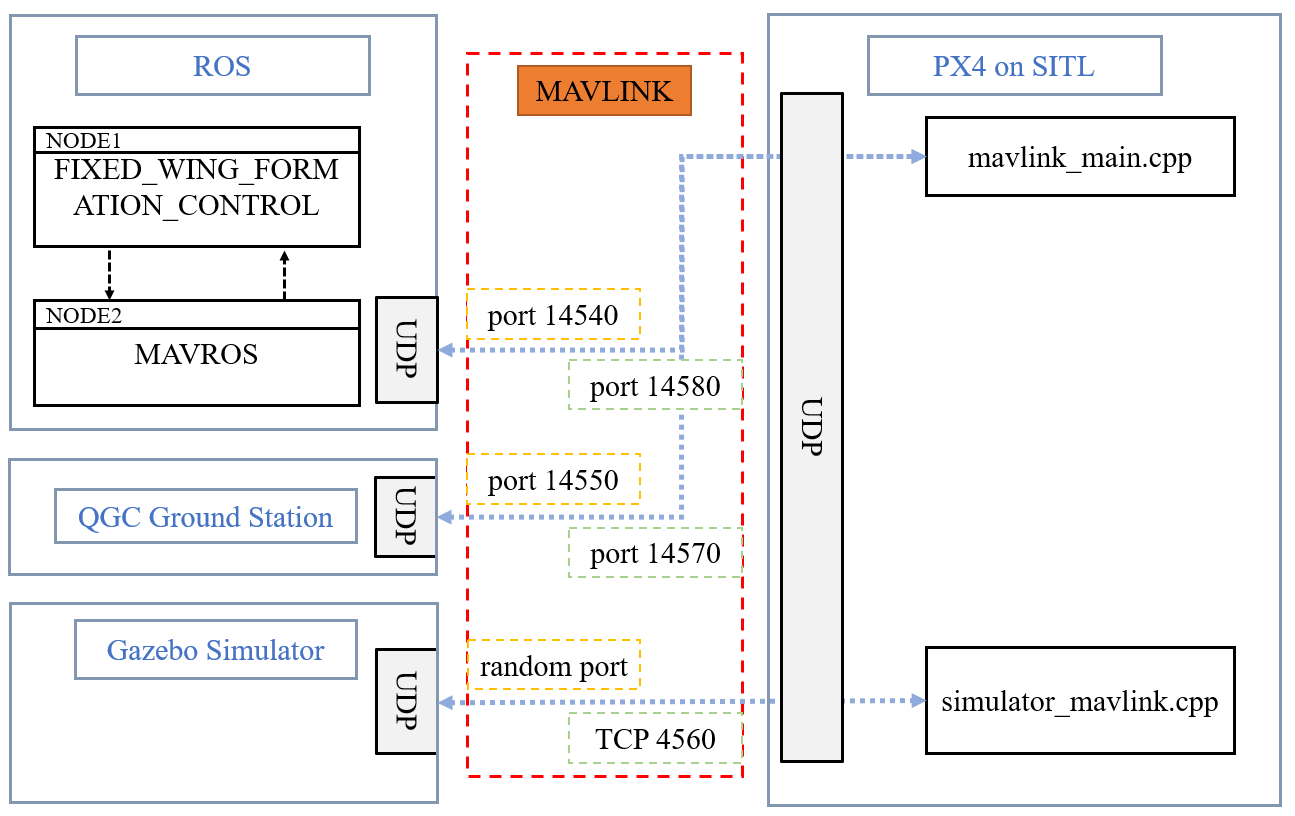 ROS
NODE1
FIXED_WING_FORM
ATION_CONTROL
NODE2
MAVROS
UDP
QGC Ground Station
UDP
Gazebo Simulator
UDP
MAVLINK
port 14540
port 14580
port 14550
port 14570
random port
TCP 4560
PX4 on SITL
UDP
mavlink_main.cpp
simulator_mavlink.cpp